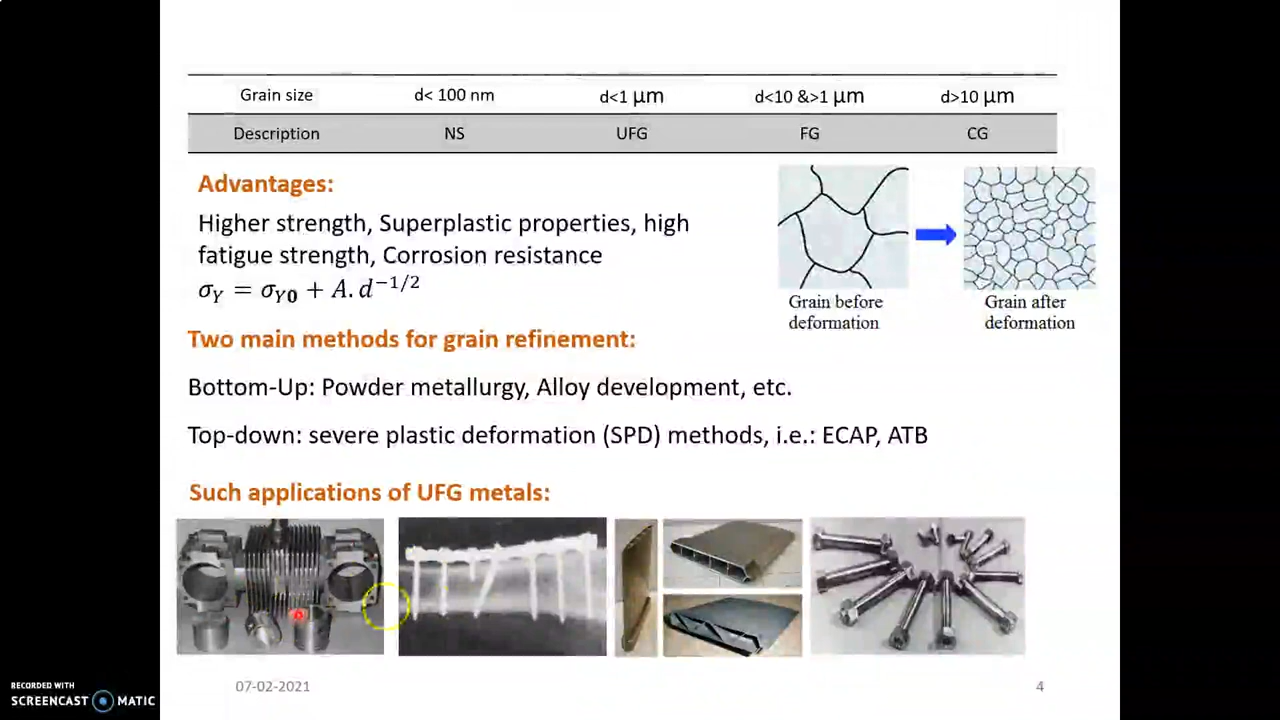 Grain size d< 100 nm d<1 μm d<10 &>1 μm d>10 μm
Description NS UFG FG CG
Advantages:
Higher strength, Superplastic properties, high
fatigue strength, Corrosion resistance
σ_Y = σ_Y0 + A. d^−1/2
Grain before
deformation
Grain after
deformation
Two main methods for grain refinement:
Bottom-Up: Powder metallurgy, Alloy development, etc.
Top-down: severe plastic deformation (SPD) methods, i.e.: ECAP, ATB
Such applications of UFG metals:
07-02-2021
4
RECORDED WITH
SCREENCAST MATIC